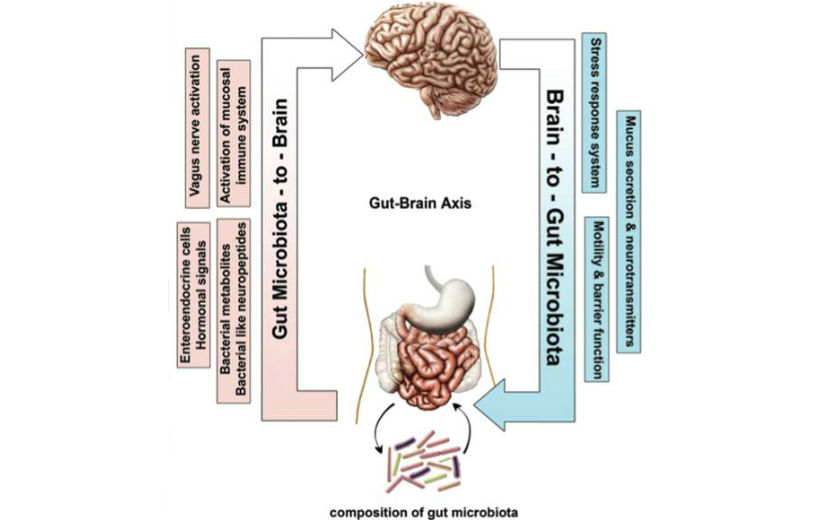 Vagus nerve activation
Activation of mucosal
immune system
Enteroendocrine cells
Hormonal signals
Bacterial metabolites
Bacterial like neuropeptides
Gut Microbiota - to - Brain
Gut-Brain Axis
Brain - to - Gut Microbiota
Stress response system
Motility & barrier function
Mucus secretion & neurotransmitters
composition of gut microbiota